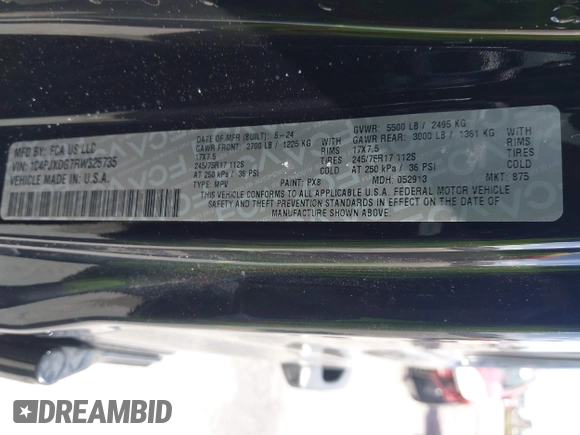 MFD BY: FCA US LLC
VIN: 1C4PJXDG7RW325735
VEHICLE MADE IN: U.S.A.
DATE OF MFR (BUILT): 5-24
GAWR FRONT: 2700 LB / 1225 KG WITH
17X7.5 RIMS
245/75R17 112S TIRES
AT 250 kPa / 36 PSI COLD
TYPE: MPV PAINT: PX8
GVWR: 5500 LB / 2495 KG
GAWR REAR: 3000 LB / 1361 KG WITH
17X7.5 RIMS
245/75R17 112S TIRES
AT 250 kPa / 36 PSI COLD
MDH: 052913 MKT: 875
THIS VEHICLE CONFORMS TO ALL APPLICABLE U.S.A. FEDERAL MOTOR VEHICLE
SAFETY AND THEFT PREVENTION STANDARDS IN EFFECT ON THE DATE OF
MANUFACTURE SHOWN ABOVE.
DREAMBID